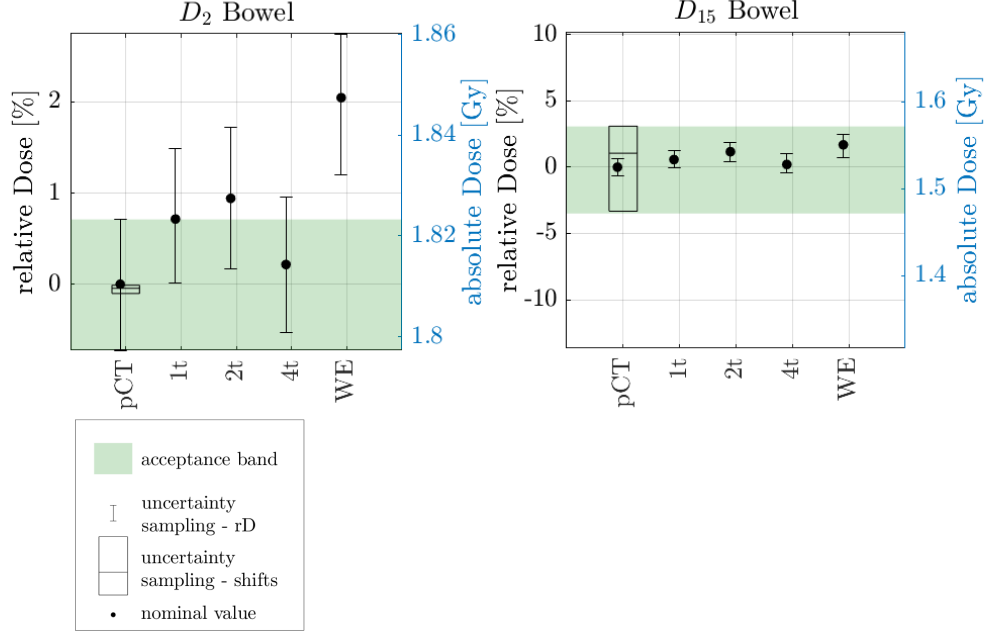 D2 Bowel
relative Dose [%]
2
1
0
1.86
1.84
1.82
1.8
absolute Dose [Gy]
pCT
1t
2t
4t
WE
D15 Bowel
relative Dose [%]
10
5
0
-5
-10
1.6
1.5
1.4
absolute Dose [Gy]
pCT
1t
2t
4t
WE
acceptance band
uncertainty
sampling - rD
uncertainty
sampling - shifts
nominal value